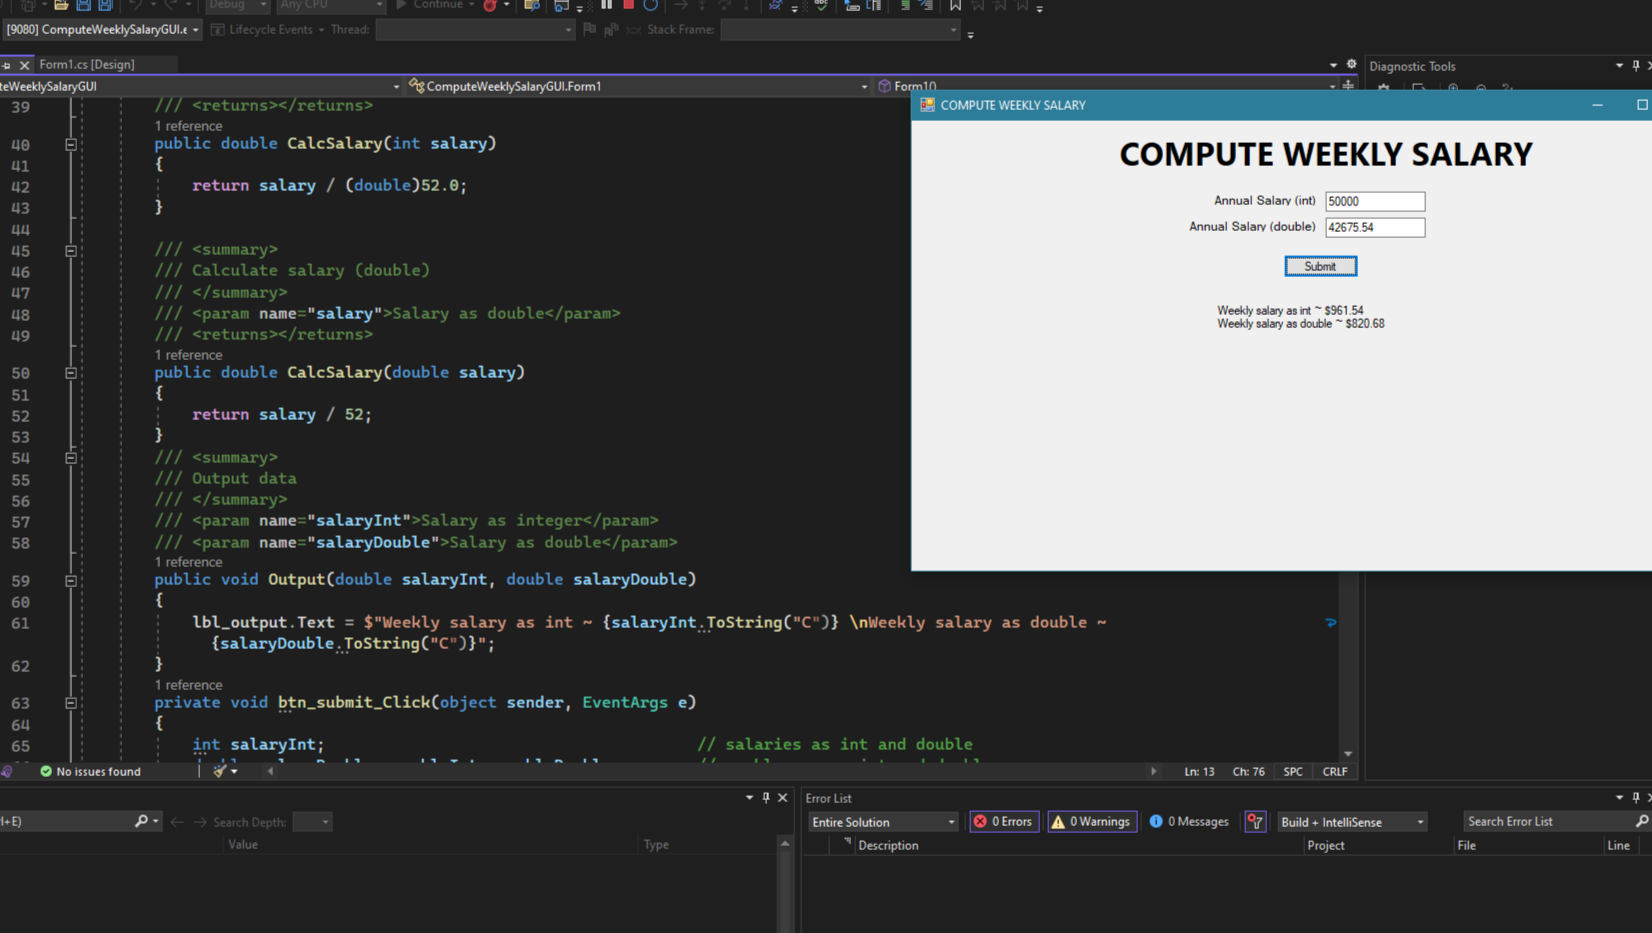 Debug
Any CPU
Continue
[9080] ComputeWeeklySalaryGUI.e
Lifecycle Events
Thread:
Stack Frame:
Form1.cs [Design]
Diagnostic Tools
teWeeklySalaryGUI
ComputeWeeklySalaryGUI.Form1
Form1()
39 /// <returns></returns>
1 reference
40 public double CalcSalary(int salary)
41 {
42 return salary / (double)52.0;
43 }
44
45 /// <summary>
46 /// Calculate salary (double)
47 /// </summary>
48 /// <param name="salary">Salary as double</param>
49 /// <returns></returns>
1 reference
50 public double CalcSalary(double salary)
51 {
52 return salary / 52;
53 }
54 /// <summary>
55 /// Output data
56 /// </summary>
57 /// <param name="salaryInt">Salary as integer</param>
58 /// <param name="salaryDouble">Salary as double</param>
1 reference
59 public void Output(double salaryInt, double salaryDouble)
60 {
61 lbl_output.Text = $"Weekly salary as int ~ {salaryInt.ToString("C")} \nWeekly salary as double ~
{salaryDouble.ToString("C")}";
62 }
1 reference
63 private void btn_submit_Click(object sender, EventArgs e)
64 {
65 int salaryInt; // salaries as int and double
COMPUTE WEEKLY SALARY
COMPUTE WEEKLY SALARY
Annual Salary (int) 50000
Annual Salary (double) 42675.54
Submit
Weekly salary as int ~ $961.54
Weekly salary as double ~ $820.68
No issues found
Ln: 13 Ch: 76 SPC CRLF
l+E)
Search Depth:
Value Type
Error List
Entire Solution
0 Errors
0 Warnings
0 Messages
Build + IntelliSense
Search Error List
Description Project File Line